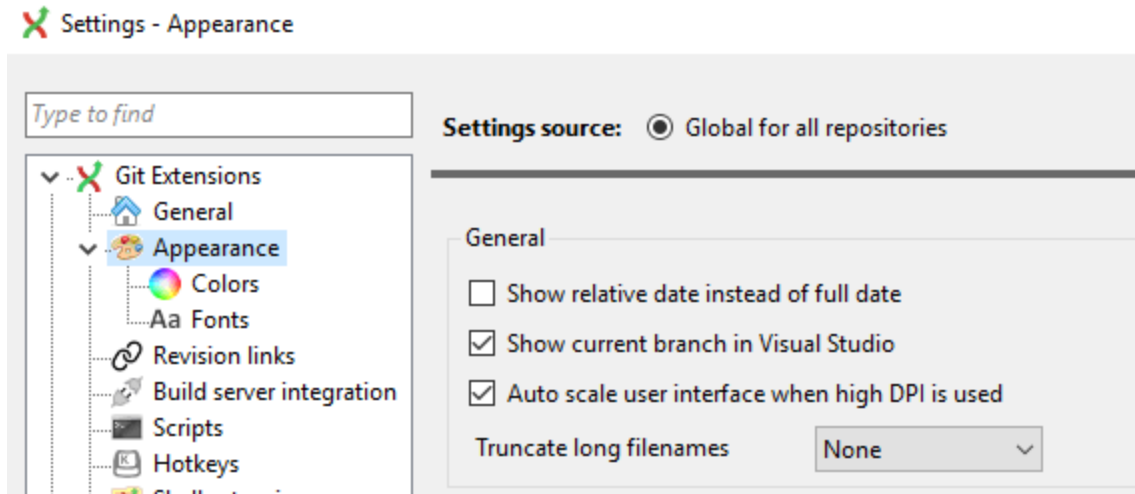 Settings - Appearance
Type to find
Settings source: Global for all repositories
Git Extensions
General
Appearance
Colors
Aa Fonts
Revision links
Build server integration
Scripts
Hotkeys
General
Show relative date instead of full date
Show current branch in Visual Studio
Auto scale user interface when high DPI is used
Truncate long filenames None